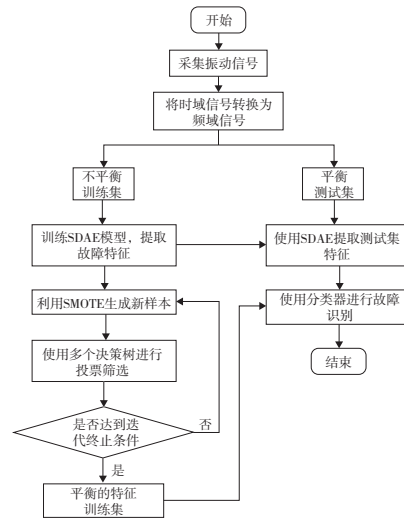 开始
采集振动信号
将时域信号转换为
频域信号
不平衡
训练集
平衡
测试集
训练SDAE模型，提取
故障特征
使用SDAE提取测试集
特征
利用SMOTE生成新样本
使用分类器进行故障
识别
使用多个决策树进行
投票筛选
结束
是否达到迭
代终止条件
否
是
平衡的特征
训练集